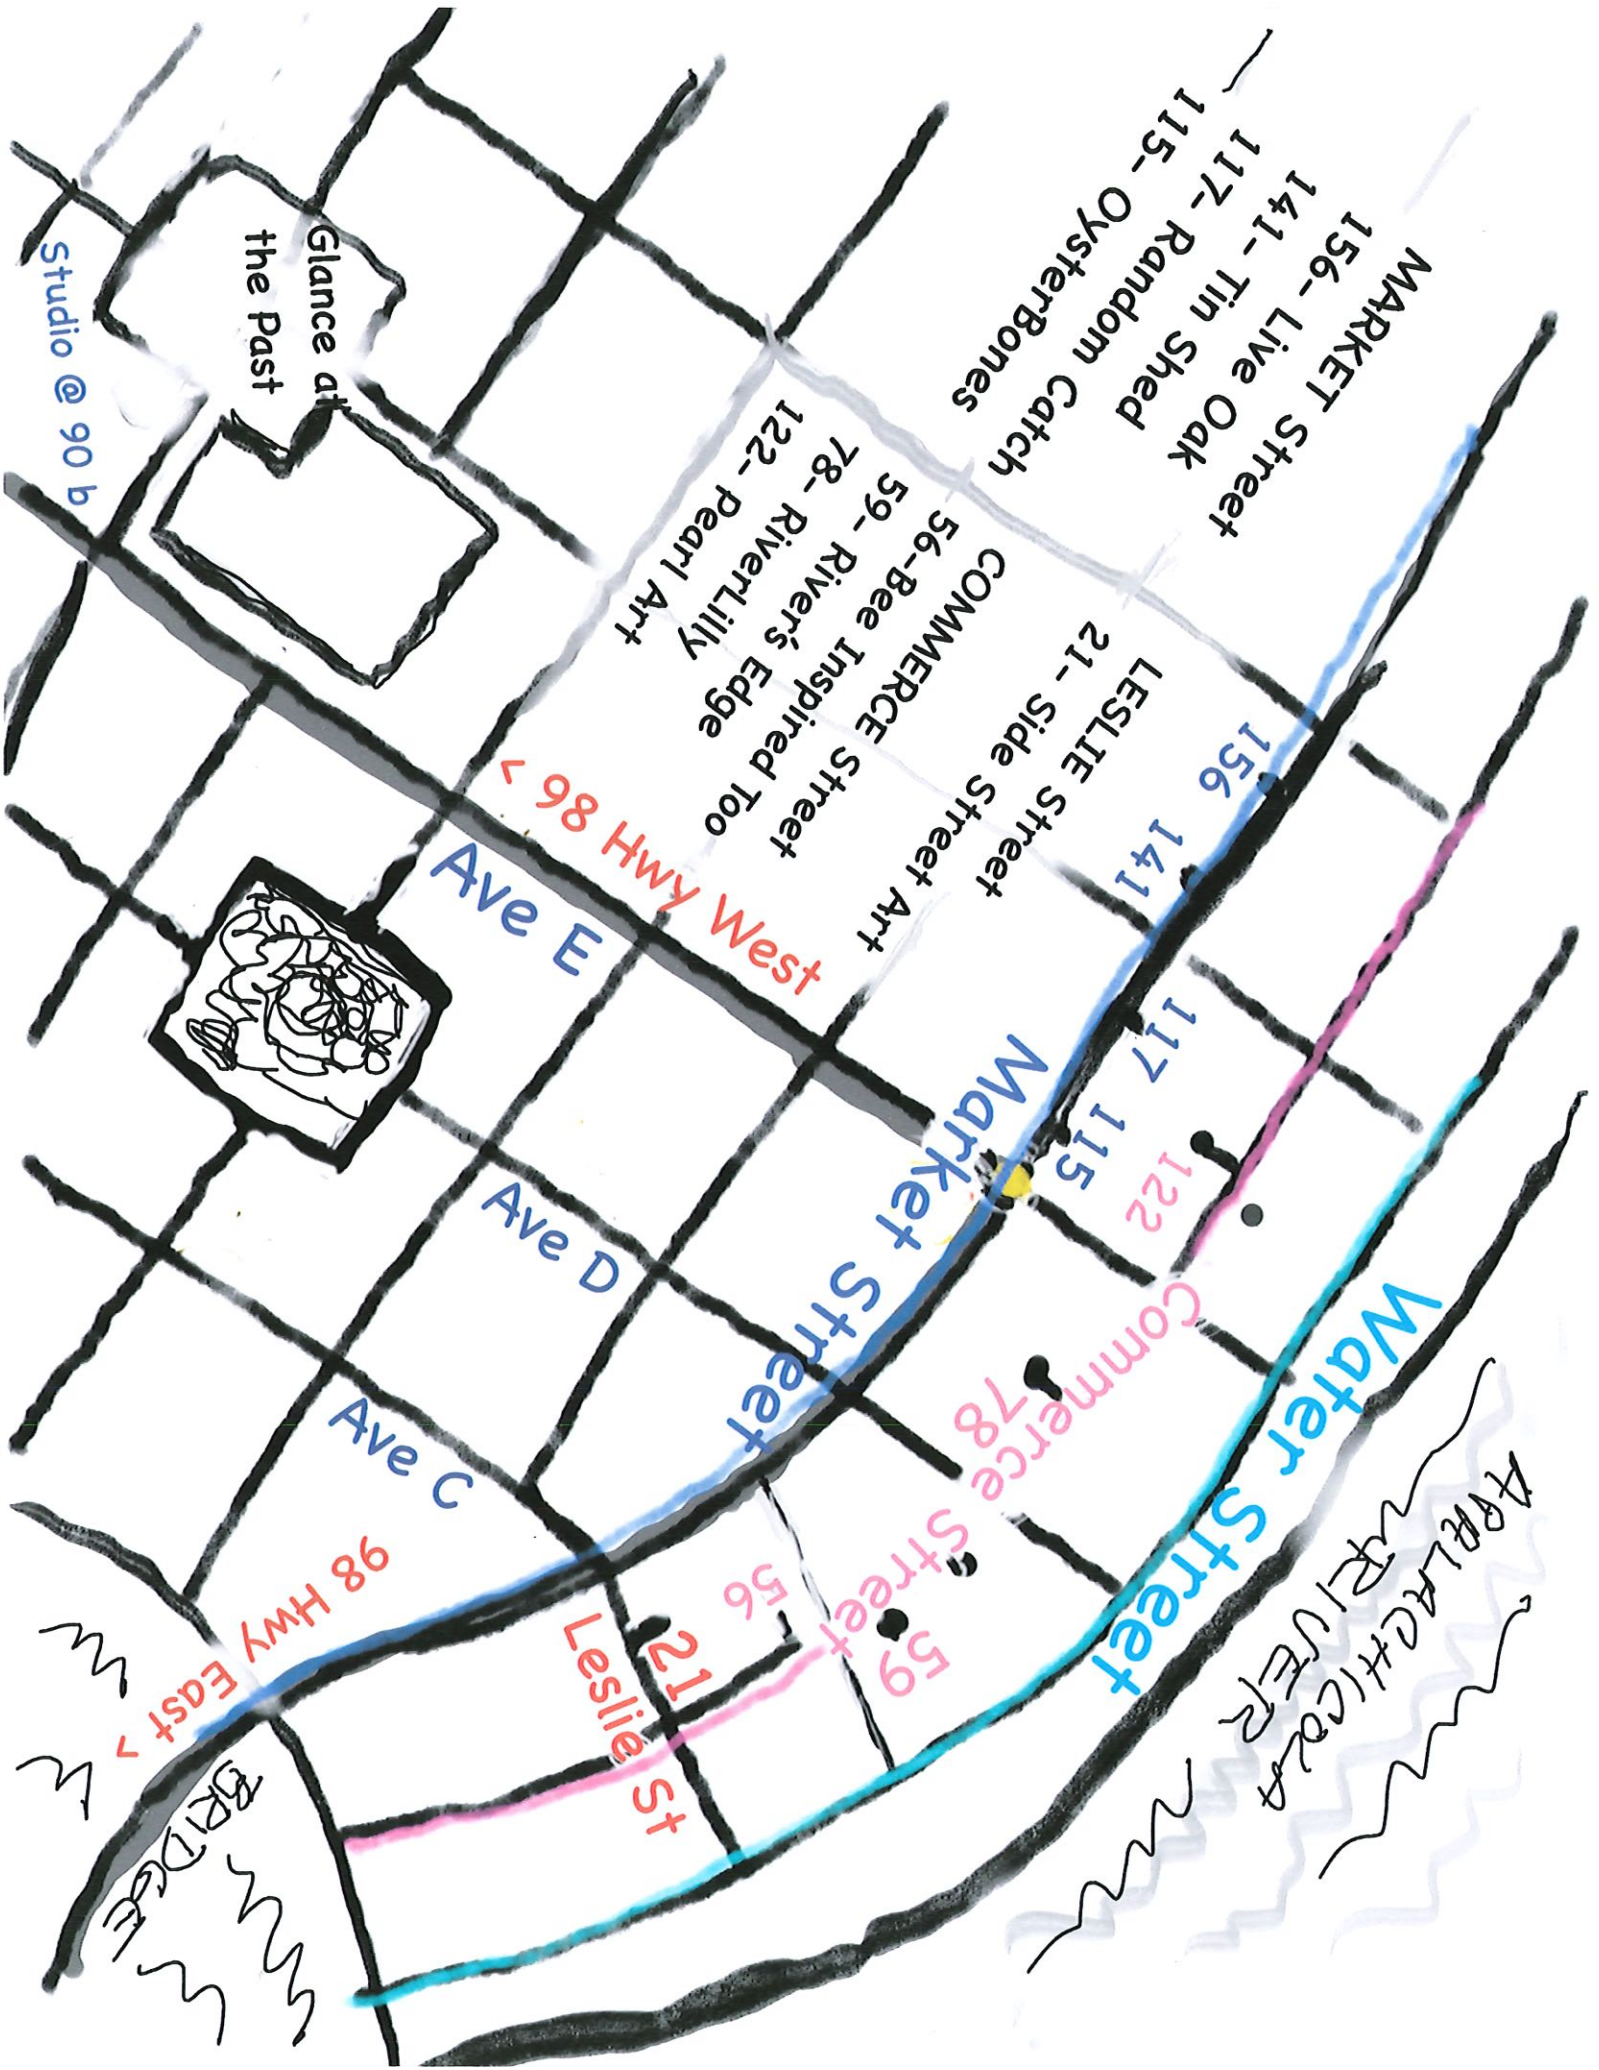 MARKET Street
156- Live Oak
141- Tin Shed
117- Random Catch
115- OysterBones
COMMERCE Street
56-Bee Inspired Too
59- River's Edge
78- RiverLilly
122- Pearl Art
LESLIE Street
21- Side Street Art
Glance at
the Past
Studio @ 90 b
< 98 Hwy West
Ave E
Ave D
Ave C
Market Street
156
141
117
115
122
Commerce Street
78
59
56
Water Street
21
Leslie St
98 Hwy East >
BRIDGE
APALACHICOLA
RIVER